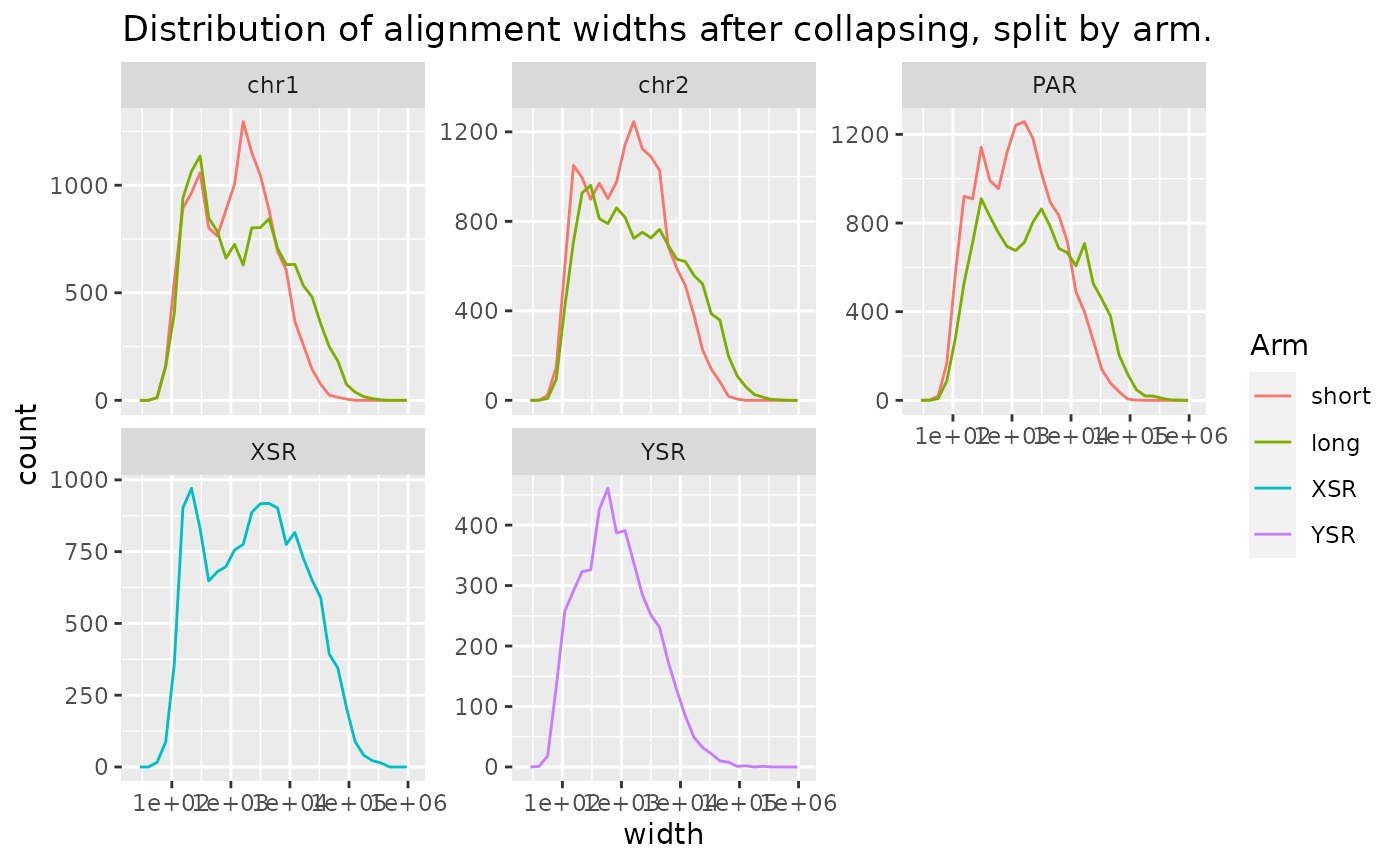 Distribution of alignment widths after collapsing, split by arm.
chr1
chr2
PAR
1000
500
0
1200
800
400
0
1200
800
400
0
1e+02 1e+03 1e+04 1e+05 1e+06
XSR
YSR
1000
750
500
250
0
400
300
200
100
0
1e+02 1e+03 1e+04 1e+05 1e+06
1e+02 1e+03 1e+04 1e+05 1e+06
count
width
Arm
short
long
XSR
YSR